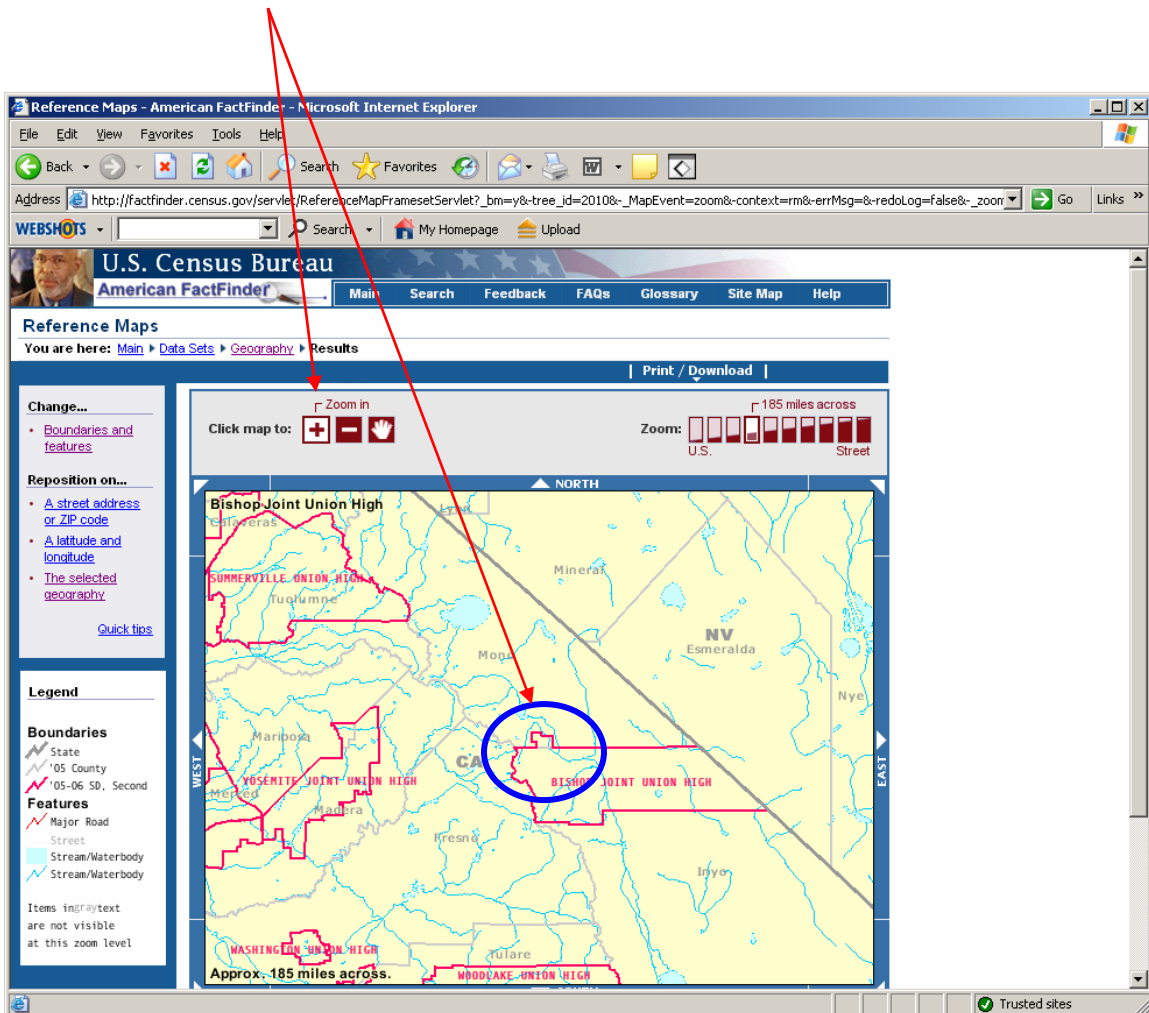 Reference Maps - American FactFinder - Microsoft Internet Explorer
File Edit View Favorites Tools Help
Back Search Favorites
Address http://factfinder.census.gov/servlet/ReferenceMapFramesetServlet?_bm=y&-tree_id=2010&-_MapEvent=zoom&-context=rm&-errMsg=&-redoLog=false&-_zoom Go Links »
WEBSHOTS Search My Homepage Upload
U.S. Census Bureau
American FactFinder
Main Search Feedback FAQs Glossary Site Map Help
Reference Maps
You are here: Main Data Sets Geography Results
| Print / Download |
Change...
• Boundaries and
features
Reposition on...
• A street address
or ZIP code
• A latitude and
longitude
• The selected
geography
Quick tips
Zoom in
Click map to:
185 miles across
Zoom:
U.S. Street
NORTH
WEST
EAST
Bishop Joint Union High
Calaveras
Lyon
SUMMERVILLE UNION HIGH
Tuolumne
Mineral
NV
Esmeralda
Mono
Nye
Mariposa
CA
YOSEMITE JOINT UNION HIGH
BISHOP JOINT UNION HIGH
Merced
Madera
Fresno
Inyo
WASHINGTON UNION HIGH
Tulare
Approx. 185 miles across.
WOODLAKE UNION HIGH
SOUTH
Legend
Boundaries
State
'05 County
'05-06 SD, Second
Features
Major Road
Street
Stream/Waterbody
Stream/Waterbody
Items in gray text
are not visible
at this zoom level
Trusted sites